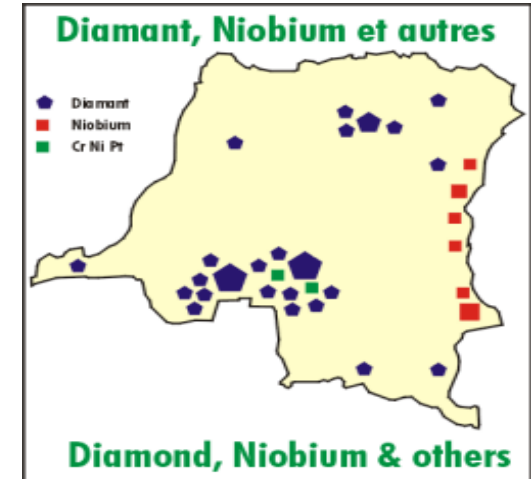 Diamant, Niobium et autres
Diamant
Niobium
Cr Ni Pt
Diamond, Niobium & others